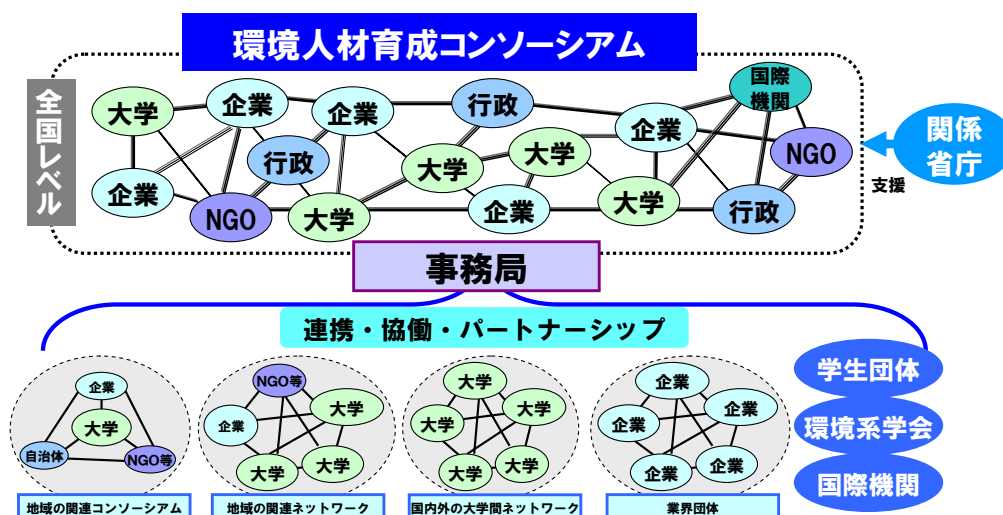 環境人材育成コンソーシアム
全国レベル
大学
企業
企業
行政
国際
機関
企業
行政
大学
大学
NGO
企業
NGO
大学
企業
大学
行政
関係
省庁
支援
事務局
連携・協働・パートナーシップ
企業
大学
自治体
NGO等
地域の関連コンソーシアム
NGO等
企業
大学
大学
大学
地域の関連ネットワーク
大学
大学
大学
大学
大学
国内外の大学間ネットワーク
企業
企業
企業
企業
企業
業界団体
学生団体
環境系学会
国際機関